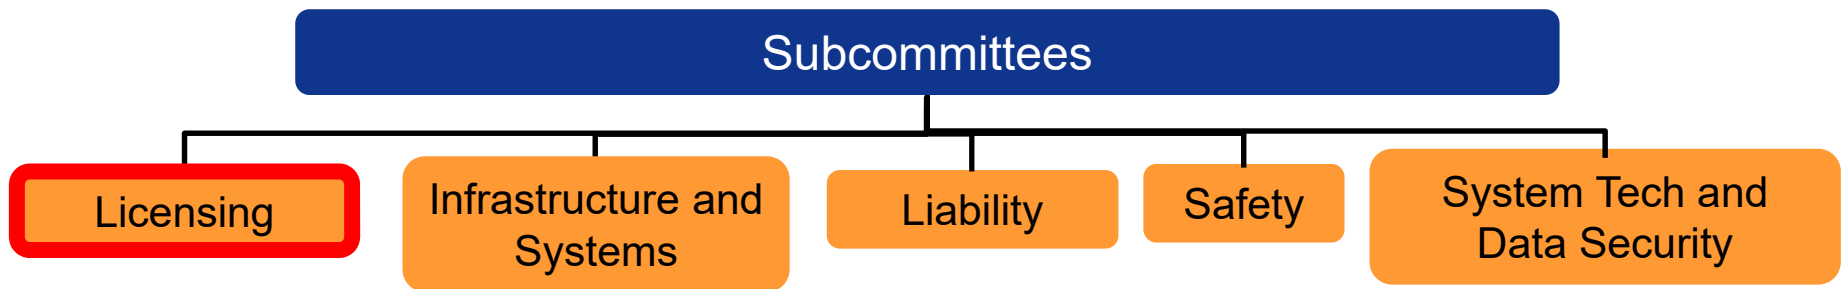 Subcommittees
Licensing
Infrastructure and
Systems
Liability
Safety
System Tech and
Data Security